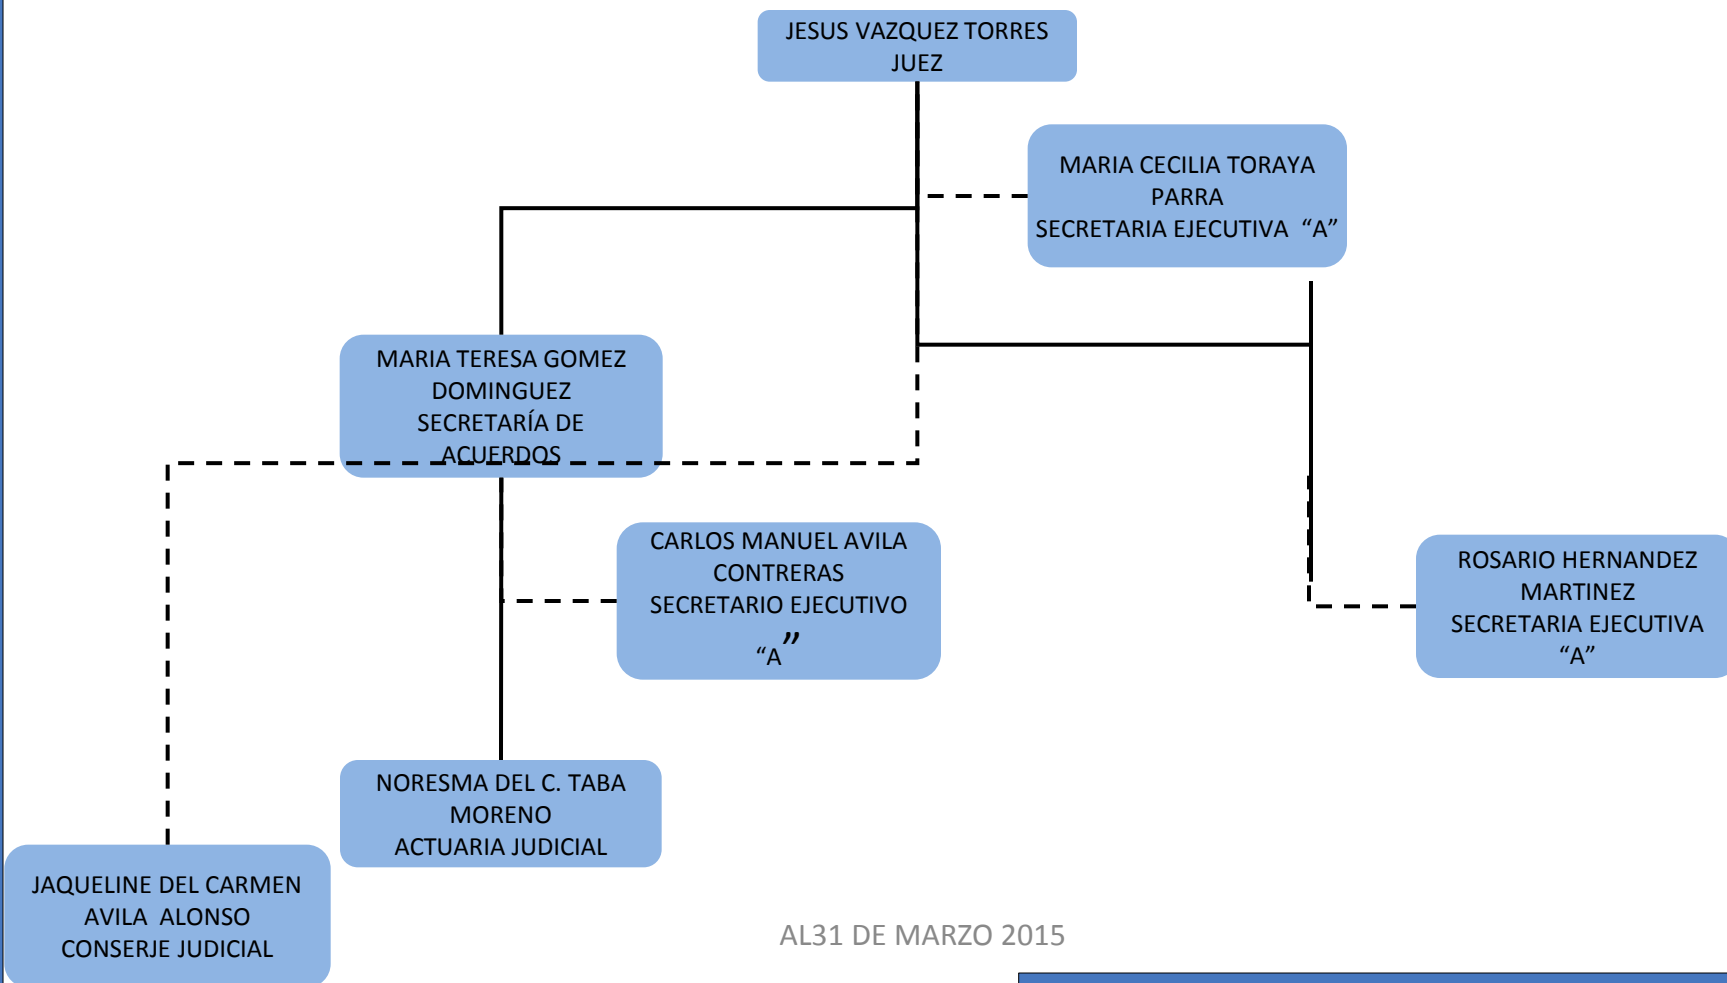 JESUS VAZQUEZ TORRES
JUEZ
MARIA CECILIA TORAYA
PARRA
SECRETARIA EJECUTIVA “A”
MARIA TERESA GOMEZ
DOMINGUEZ
SECRETARÍA DE
ACUERDOS
CARLOS MANUEL AVILA
CONTRERAS
SECRETARIO EJECUTIVO
“A”
ROSARIO HERNANDEZ
MARTINEZ
SECRETARIA EJECUTIVA
“A”
NORESMA DEL C. TABA
MORENO
ACTUARIA JUDICIAL
JAQUELINE DEL CARMEN
AVILA ALONSO
CONSERJE JUDICIAL
AL31 DE MARZO 2015